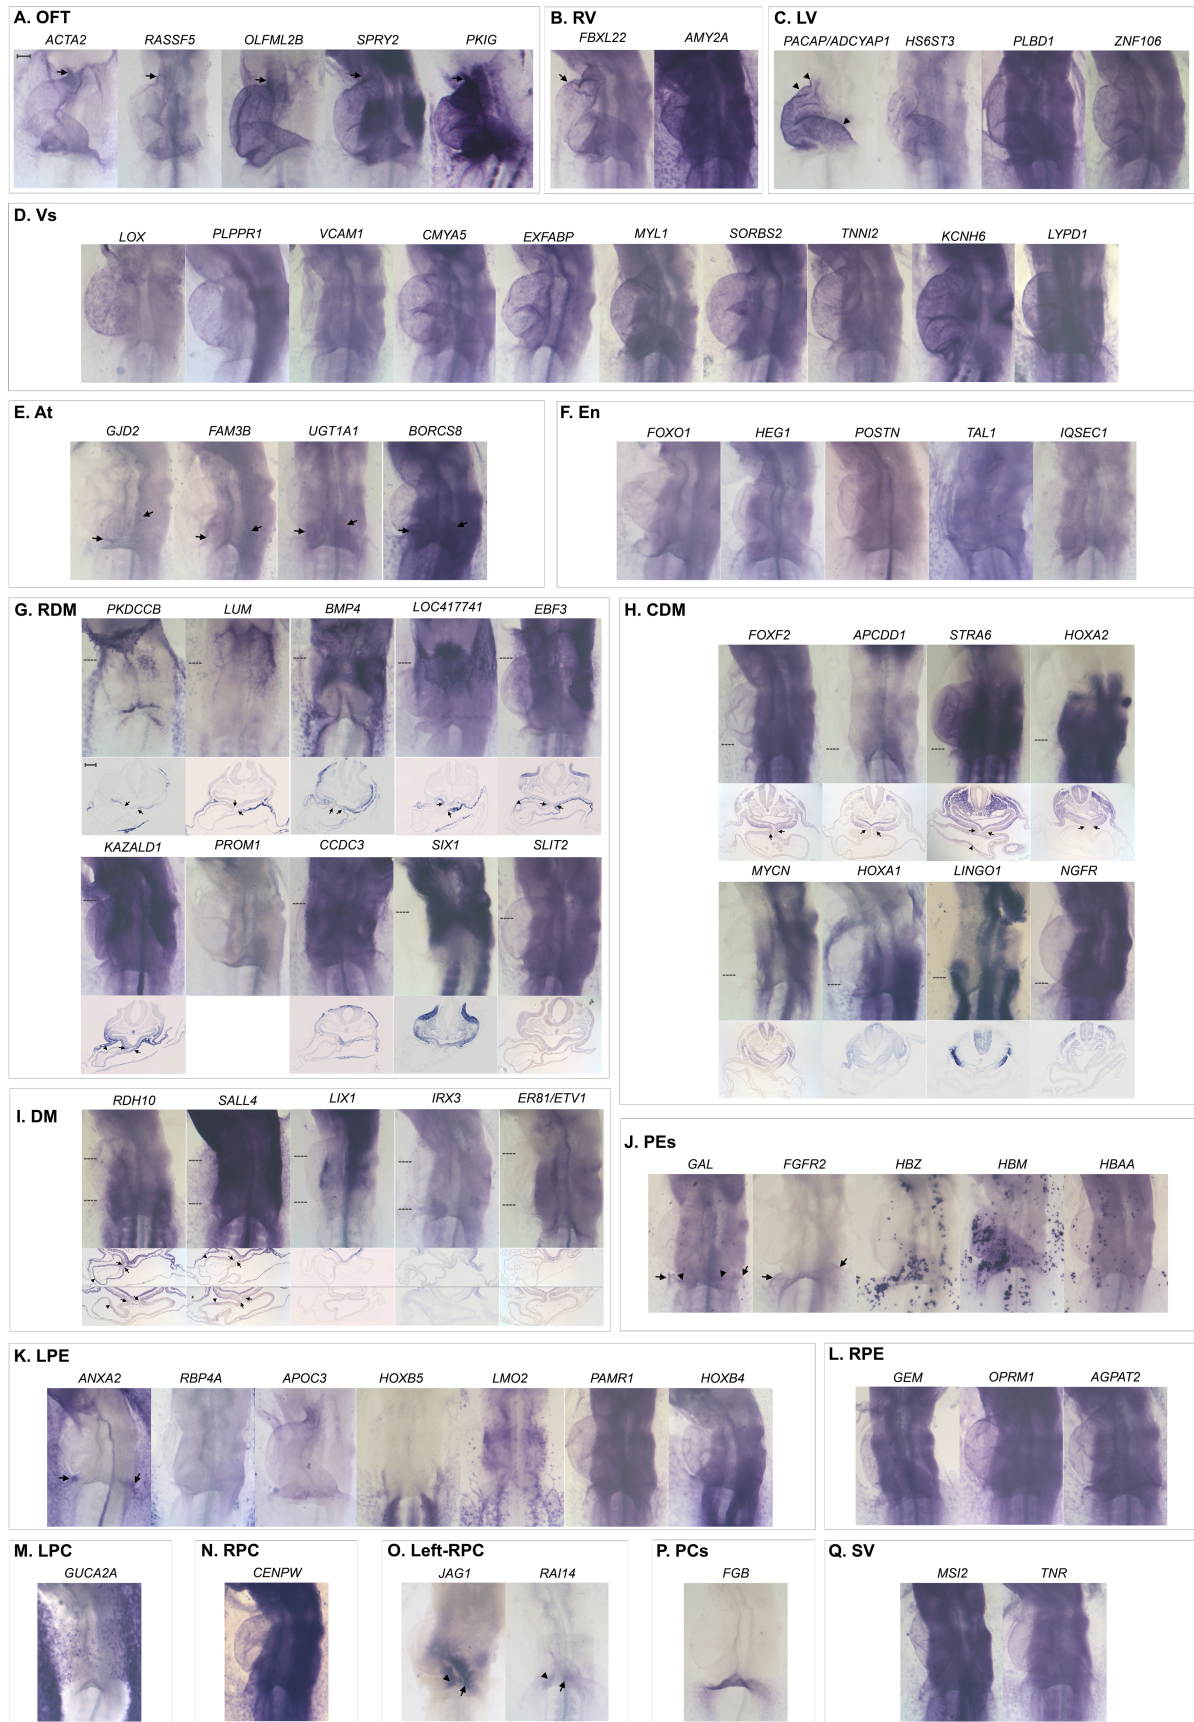 A. OFT
ACTA2 RASSF5 OLFML2B SPRY2 PKIG
B. RV
FBXL22 AMY2A
C. LV
PACAP/ADCYAP1 HS6ST3 PLBD1 ZNF106
D. Vs
LOX PLPPR1 VCAM1 CMYA5 EXFABP MYL1 SORBS2 TNNI2 KCNH6 LYPD1
E. At
GJD2 FAM3B UGT1A1 BORCS8
F. En
FOXO1 HEG1 POSTN TAL1 IQSEC1
G. RDM
PKDCCB LUM BMP4 LOC417741 EBF3
KAZALD1 PROM1 CCDC3 SIX1 SLIT2
H. CDM
FOXF2 APCDD1 STRA6 HOXA2
MYCN HOXA1 LINGO1 NGFR
I. DM
RDH10 SALL4 LIX1 IRX3 ER81/ETV1
J. PEs
GAL FGFR2 HBZ HBM HBAA
K. LPE
ANXA2 RBP4A APOC3 HOXB5 LMO2 PAMR1 HOXB4
L. RPE
GEM OPRM1 AGPAT2
M. LPC
GUCA2A
N. RPC
CENPW
O. Left-RPC
JAG1 RAI14
P. PCs
FGB
Q. SV
MSI2 TNR